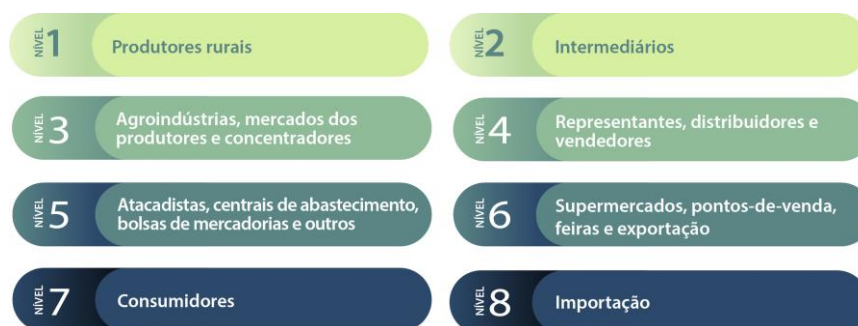 NÍVEL 1 Produtores rurais
NÍVEL 2 Intermediários
NÍVEL 3 Agroindústrias, mercados dos
produtores e concentradores
NÍVEL 4 Representantes, distribuidores e
vendedores
NÍVEL 5 Atacadistas, centrais de abastecimento,
bolsas de mercadorias e outros
NÍVEL 6 Supermercados, pontos-de-venda,
feiras e exportação
NÍVEL 7 Consumidores
NÍVEL 8 Importação